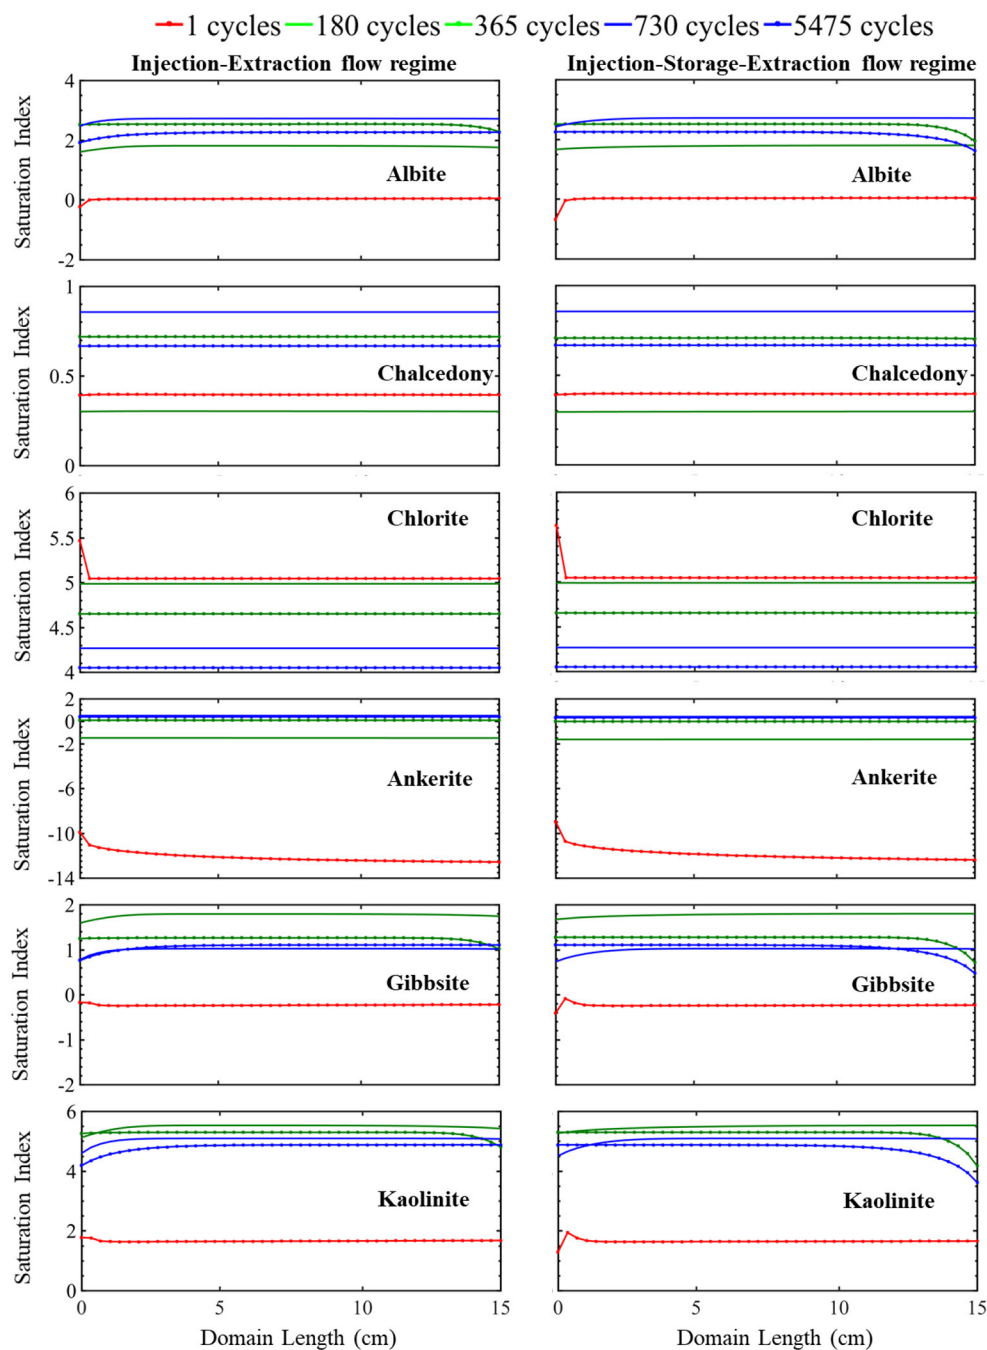 1 cycles 180 cycles 365 cycles 730 cycles 5475 cycles
Injection-Extraction flow regime Injection-Storage-Extraction flow regime
Saturation Index
4
2
0
-2
Albite
Albite
Saturation Index
1
0.5
0
Chalcedony
Chalcedony
Saturation Index
6
5.5
5
4.5
4
Chlorite
Chlorite
Saturation Index
2
0
-2
-6
-10
-14
Ankerite
Ankerite
Saturation Index
2
1
0
-1
-2
Gibbsite
Gibbsite
Saturation Index
6
4
2
0
Kaolinite
Kaolinite
0 5 10 15 0 5 10 15
Domain Length (cm) Domain Length (cm)